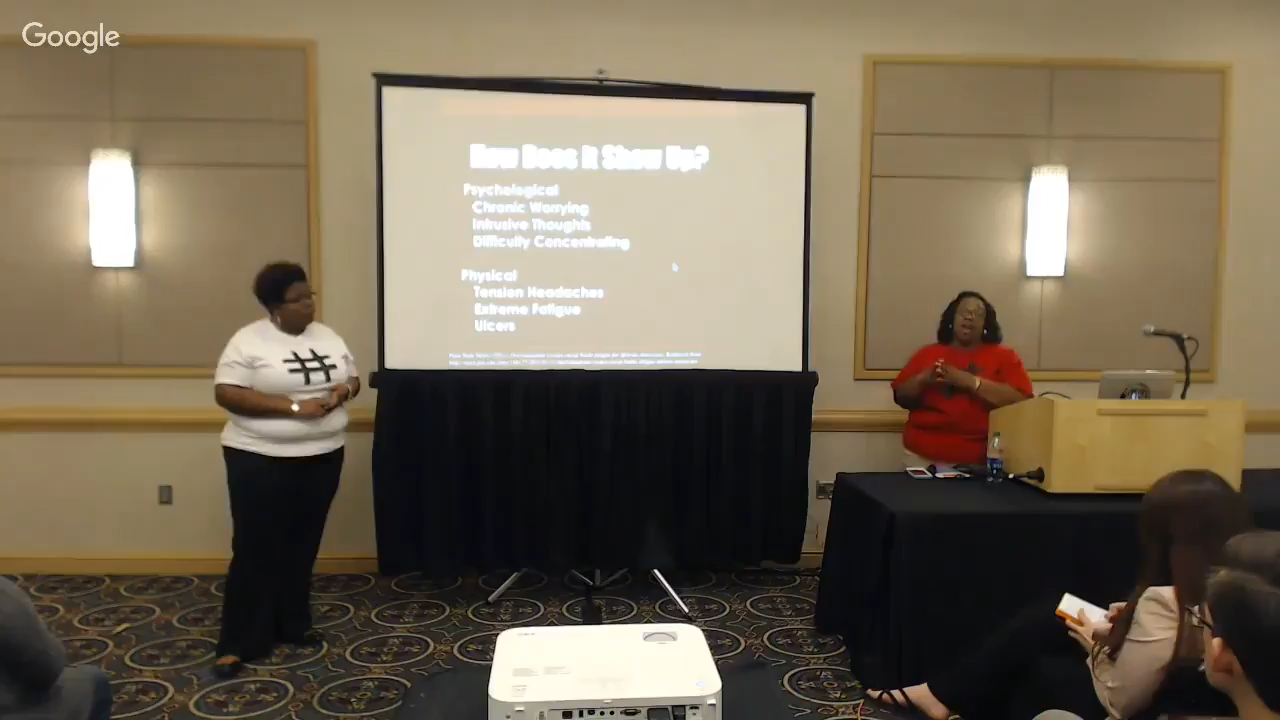 Google
How Does it Show Up?
Psychological
Chronic Worrying
Intrusive Thoughts
Difficulty Concentrating
Physical
Tension Headaches
Extreme Fatigue
Ulcers
#